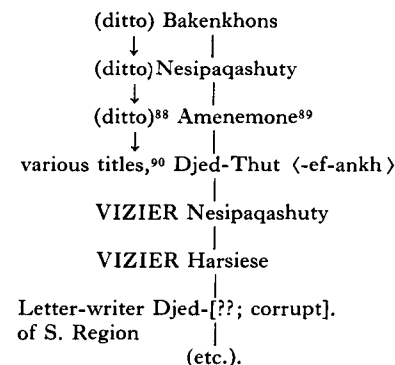 (ditto) Bakenkhons
(ditto) Nesipaqashuty
(ditto)⁸⁸ Amenemone⁸⁹
various titles,⁹⁰ Djed-Thut ⟨-ef-ankh⟩
VIZIER Nesipaqashuty
VIZIER Harsiese
Letter-writer Djed-[??; corrupt].
of S. Region
(etc.).